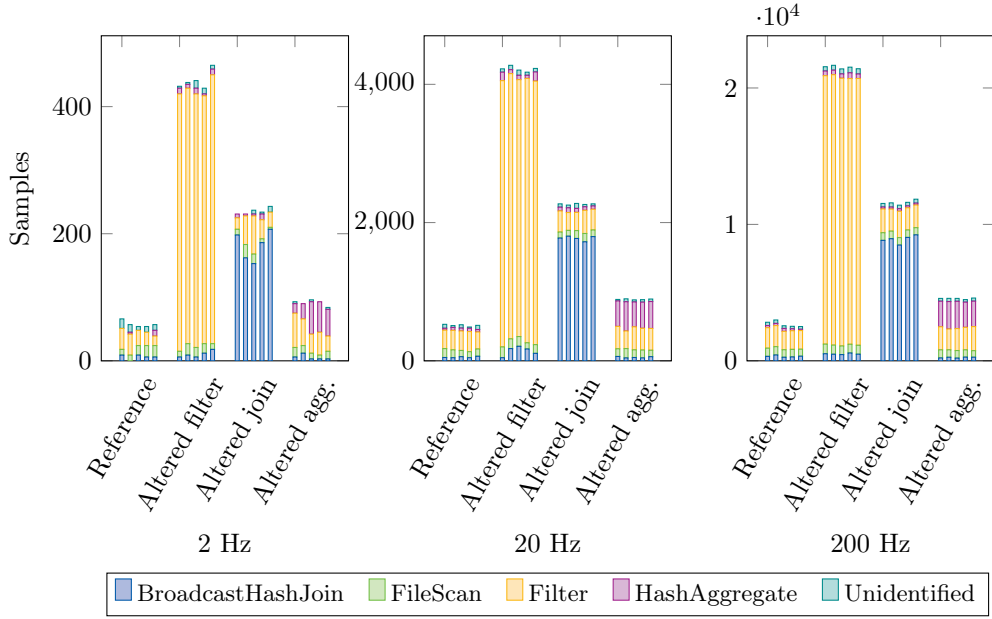 ·10⁴
Samples
400
200
0
4,000
2,000
0
2
1
0
Reference
Altered filter
Altered join
Altered agg.
Reference
Altered filter
Altered join
Altered agg.
Reference
Altered filter
Altered join
Altered agg.
2 Hz
20 Hz
200 Hz
BroadcastHashJoin FileScan Filter HashAggregate Unidentified